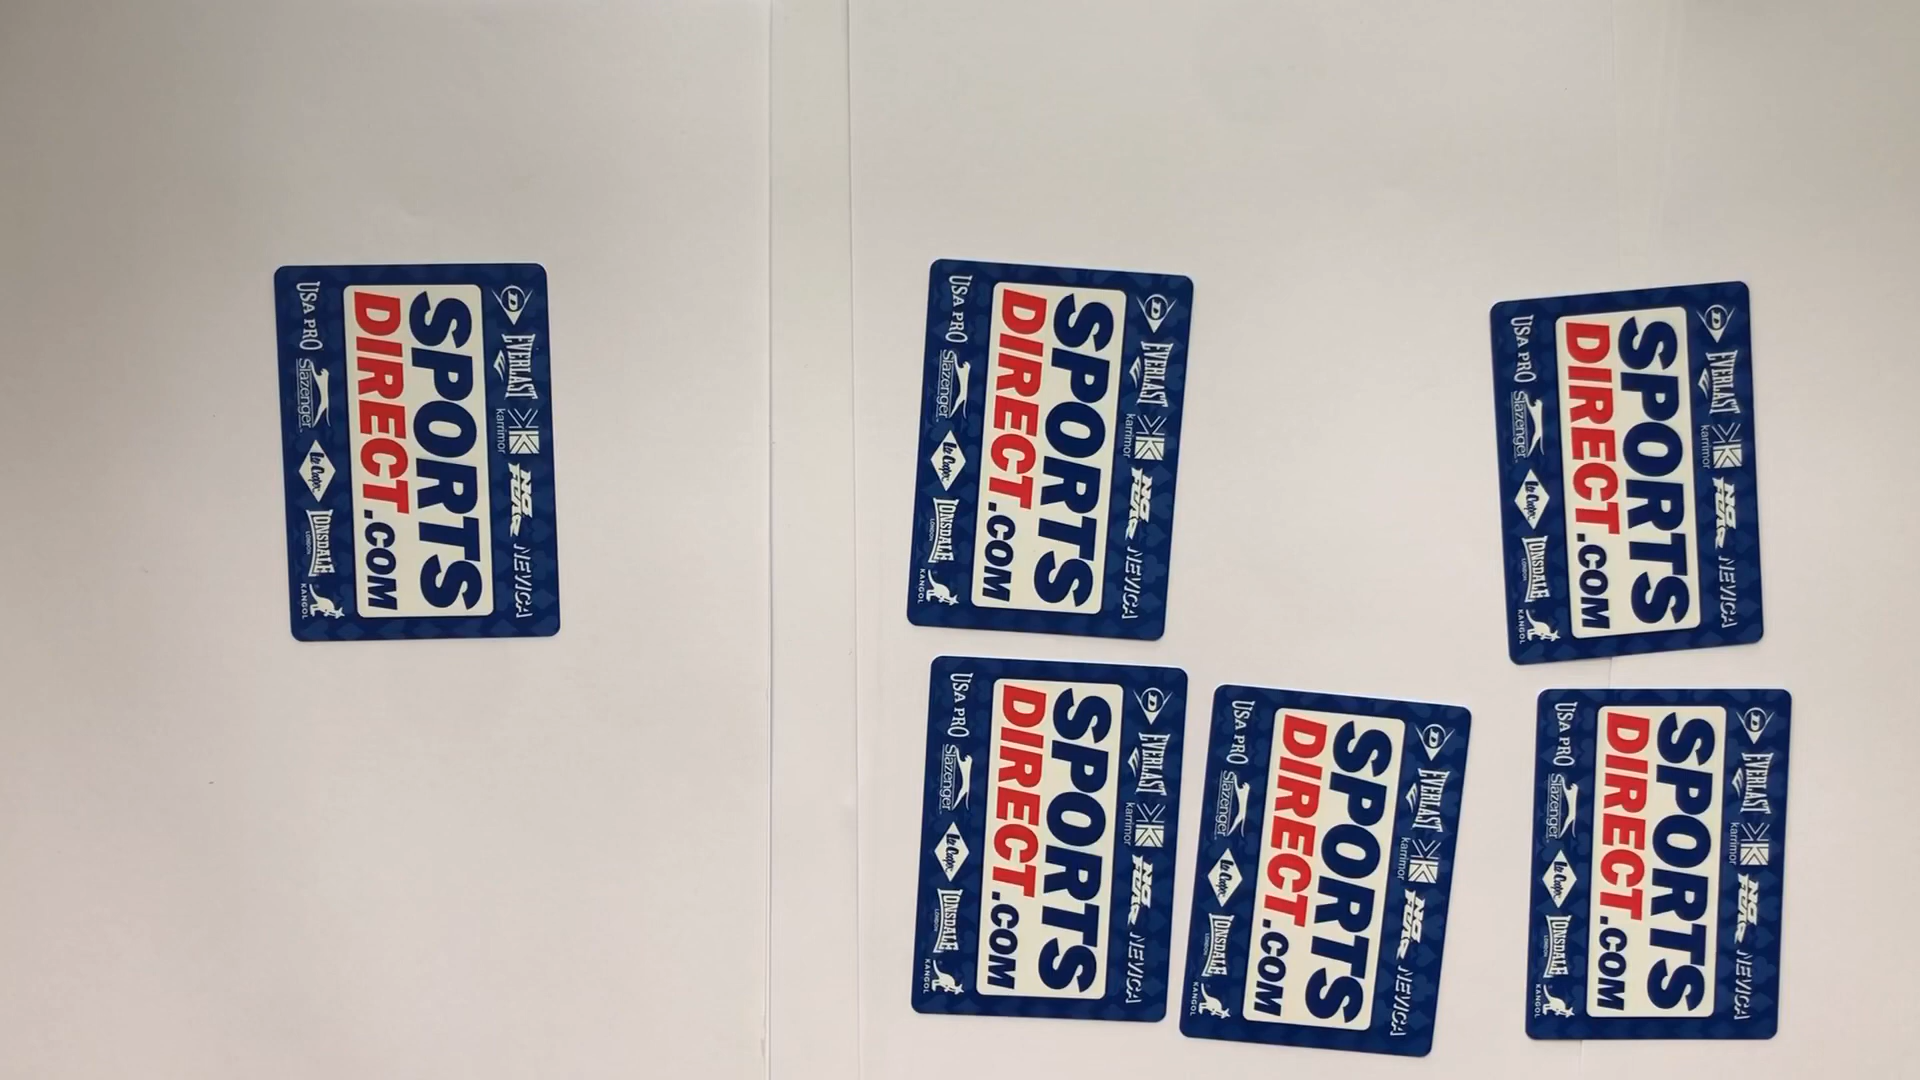 EVERLAST karrimor NO FEAR NEVICA
SPORTS
DIRECT.COM
USA PRO Slazenger Lee Cooper LONSDALE LONDON KANGOL
EVERLAST karrimor NO FEAR NEVICA
SPORTS
DIRECT.COM
USA PRO Slazenger Lee Cooper LONSDALE LONDON KANGOL
EVERLAST karrimor NO FEAR NEVICA
SPORTS
DIRECT.COM
USA PRO Slazenger Lee Cooper LONSDALE LONDON KANGOL
EVERLAST karrimor NO FEAR NEVICA
SPORTS
DIRECT.COM
USA PRO Slazenger Lee Cooper LONSDALE LONDON KANGOL
EVERLAST karrimor NO FEAR NEVICA
SPORTS
DIRECT.COM
USA PRO Slazenger Lee Cooper LONSDALE LONDON KANGOL
EVERLAST karrimor NO FEAR NEVICA
SPORTS
DIRECT.COM
USA PRO Slazenger Lee Cooper LONSDALE LONDON KANGOL